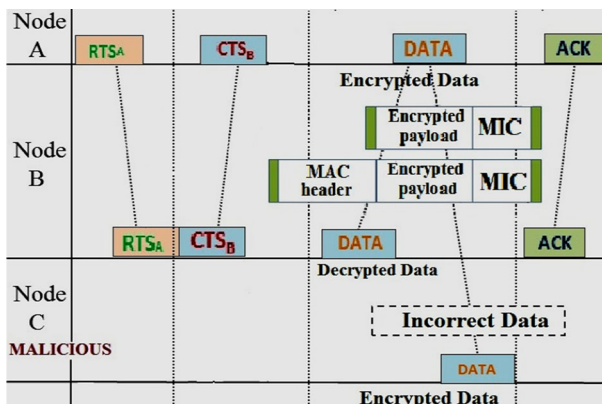 Node
A
RTSA
CTSB
DATA
ACK
Encrypted Data
Node
B
Encrypted
payload
MIC
MAC
header
Encrypted
payload
MIC
RTSA
CTSB
DATA
ACK
Decrypted Data
Node
C
MALICIOUS
Incorrect Data
DATA
Encrypted Data